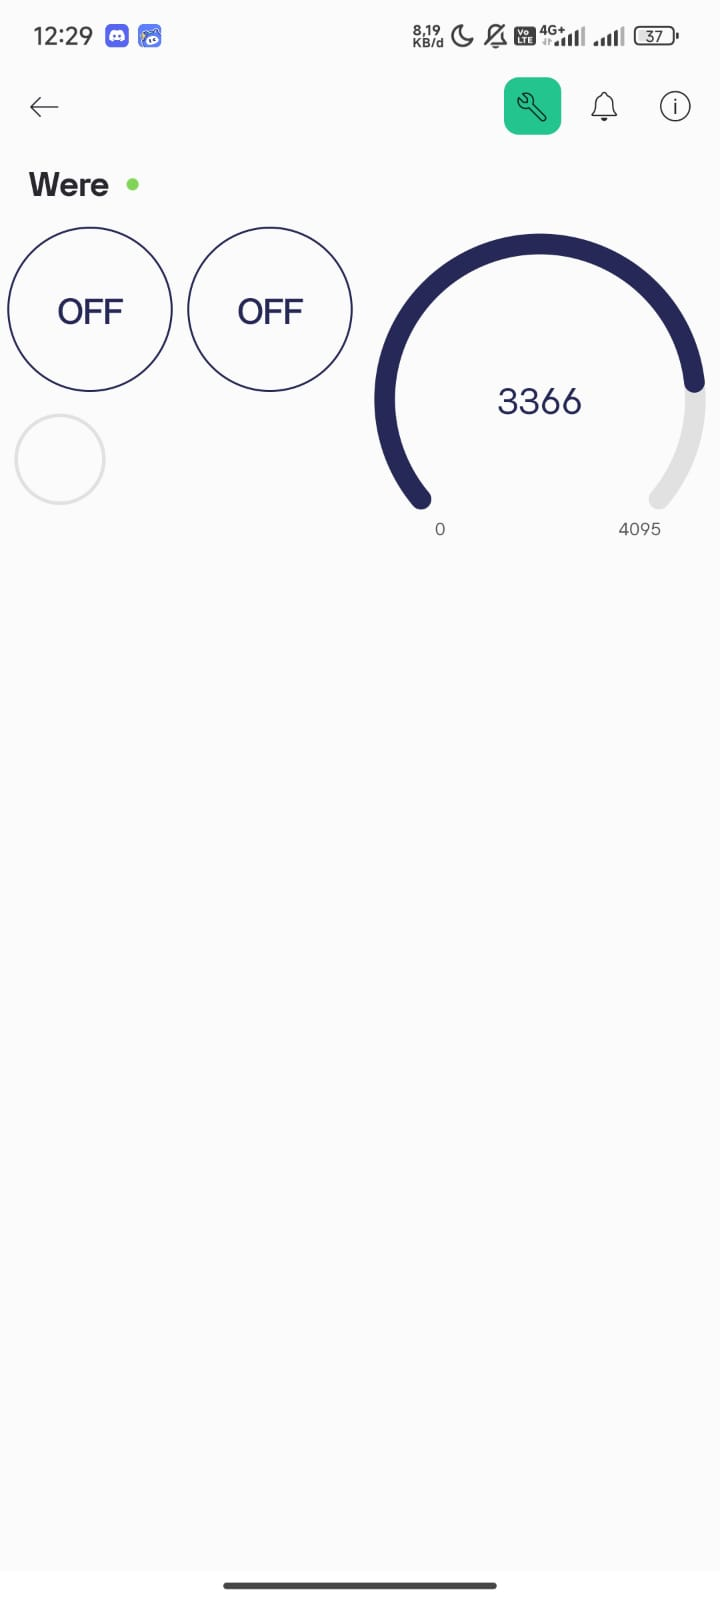 12:29
8,19
KB/d
Vo
LTE
4G+
37
Were
OFF
OFF
3366
0
4095